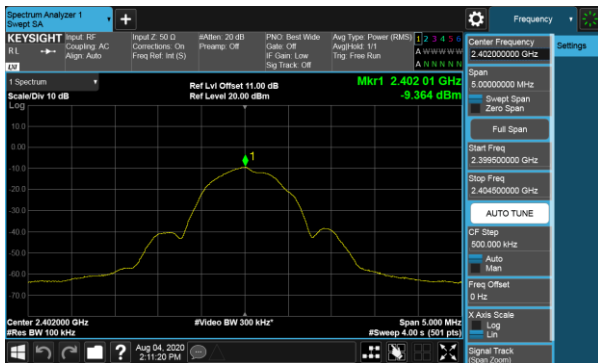 Spectrum Analyzer 1
Swept SA
+
Frequency
KEYSIGHT
Input: RF
Input Z: 50 Ω
#Atten: 20 dB
PNO: Best Wide
Avg Type: Power (RMS)
1 2 3 4 5 6
RL
Coupling: AC
Corrections: On
Preamp: Off
Gate: Off
Avg|Hold: 1/1
A W W W W W
Align: Auto
Freq Ref: Int (S)
IF Gain: Low
Trig: Free Run
Sig Track: Off
A N N N N N
LXI
1 Spectrum
Ref Lvl Offset 11.00 dB
Mkr1 2.402 01 GHz
Scale/Div 10 dB
Ref Level 20.00 dBm
-9.364 dBm
Log
10.0
0.00
-10.0
-20.0
-30.0
-40.0
-50.0
-60.0
-70.0
1
Center 2.402000 GHz
#Video BW 300 kHz*
Span 5.000 MHz
#Res BW 100 kHz
#Sweep 4.00 s (501 pts)
Aug 04, 2020
2:11:20 PM
?
Center Frequency
2.402000000 GHz
Settings
Span
5.00000000 MHz
Swept Span
Zero Span
Full Span
Start Freq
2.399500000 GHz
Stop Freq
2.404500000 GHz
AUTO TUNE
CF Step
500.000 kHz
Auto
Man
Freq Offset
0 Hz
X Axis Scale
Log
Lin
Signal Track
(Span Zoom)